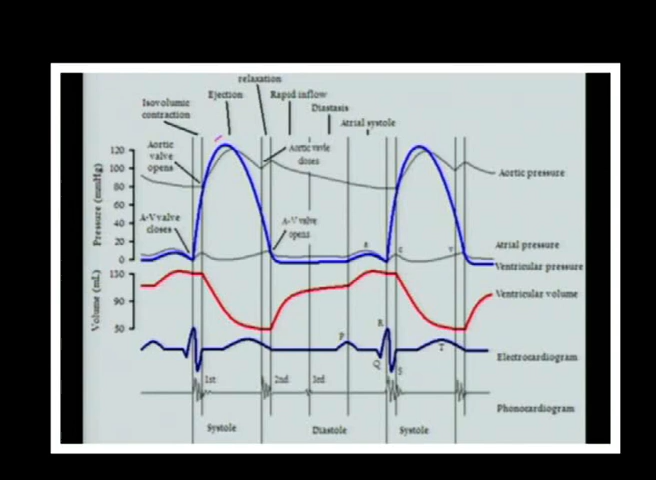 relaxation
Isovolumic
contraction
Ejection
Rapid inflow
Diastasis
Atrial systole
Aortic
valve
opens
Aortic valve
closes
A-V valve
closes
A-V valve
opens
Pressure (mmHg)
120
100
80
60
40
20
0
Aortic pressure
a
c
v
Atrial pressure
Ventricular pressure
Volume (mL)
130
90
50
Ventricular volume
P
R
Q
S
T
Electrocardiogram
1st
2nd
3rd
Phonocardiogram
Systole
Diastole
Systole